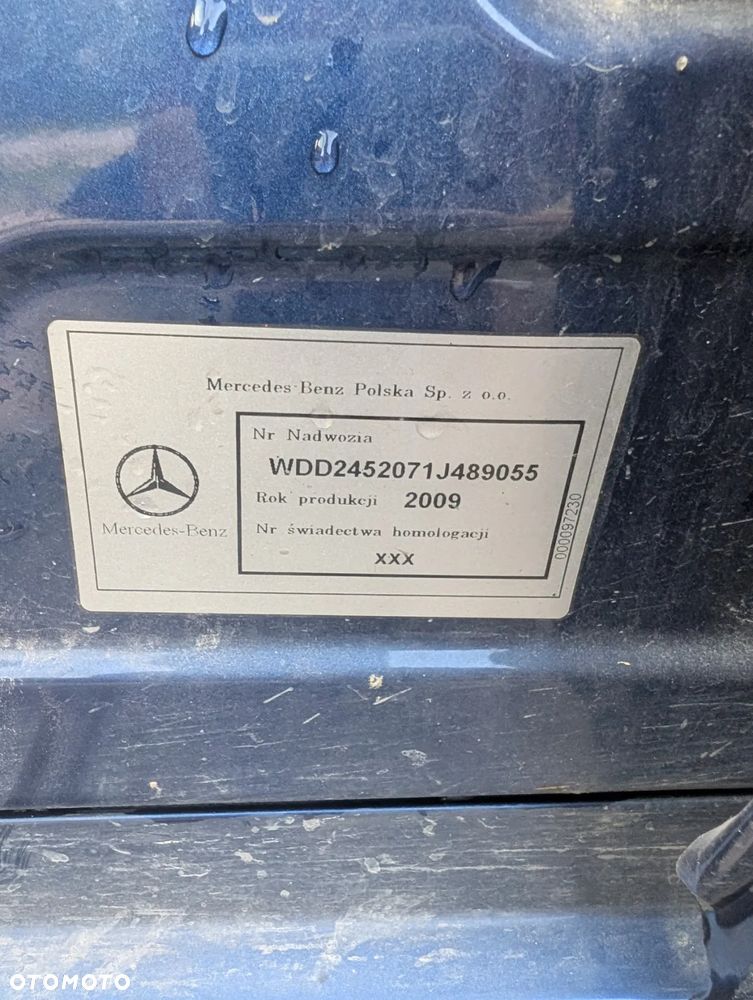 Mercedes-Benz Polska Sp. z o.o.
Nr Nadwozia
WDD2452071J489055
Rok produkcji 2009
Nr świadectwa homologacji
xxx
Mercedes-Benz
000097230
OTOMOTO